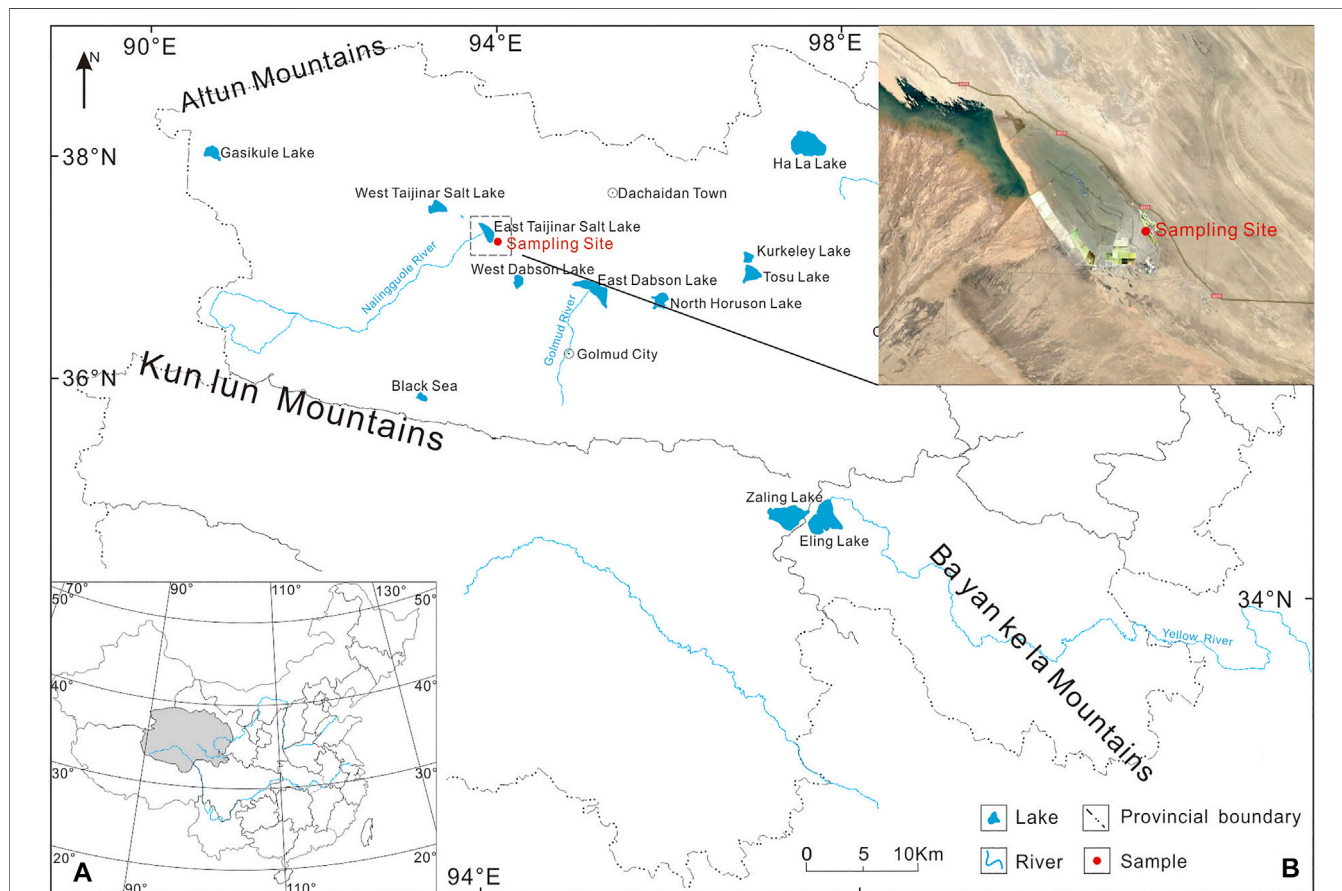 90°E
94°E
98°E
N
Altun Mountains
38°N
Gasikule Lake
Ha La Lake
West Taijinar Salt Lake
Dachaidan Town
East Taijinar Salt Lake
Sampling Site
Sampling Site
Nalingguole River
West Dabson Lake
East Dabson Lake
Kurkeley Lake
Tosu Lake
North Horuson Lake
Golmud River
Golmud City
36°N
Kun lun Mountains
Black Sea
Zaling Lake
Eling Lake
Ba yan ke la Mountains
34°N
Yellow River
70°
90°
110°
130°
50°
50°
40°
40°
30°
30°
20°
20°
A
90°
110°
94°E
0 5 10Km
Lake
Provincial boundary
River
Sample
B